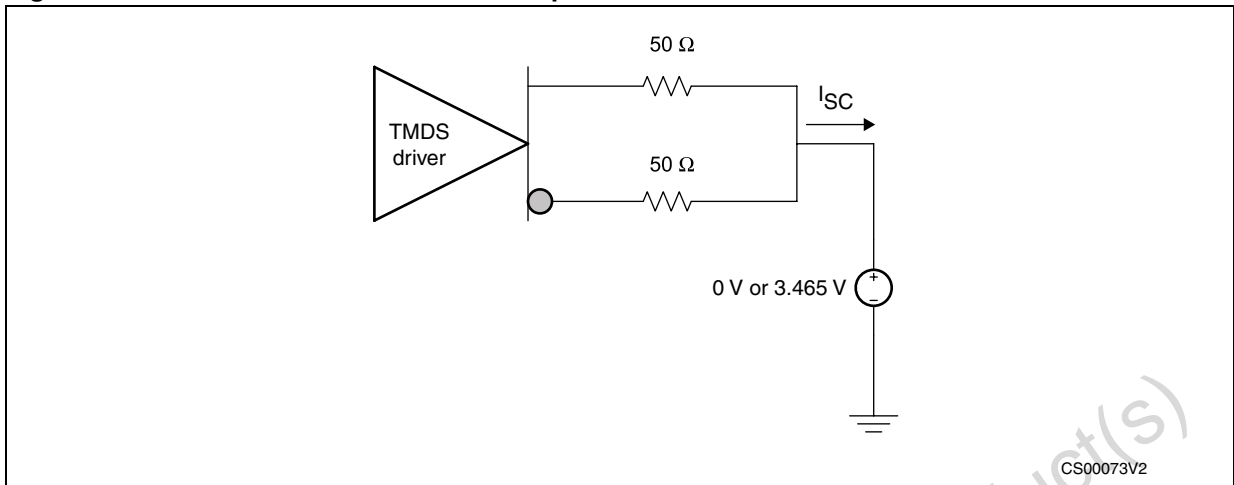 50 Ω
I_SC
TMDS
driver
50 Ω
0 V or 3.465 V
+
−
CS00073V2